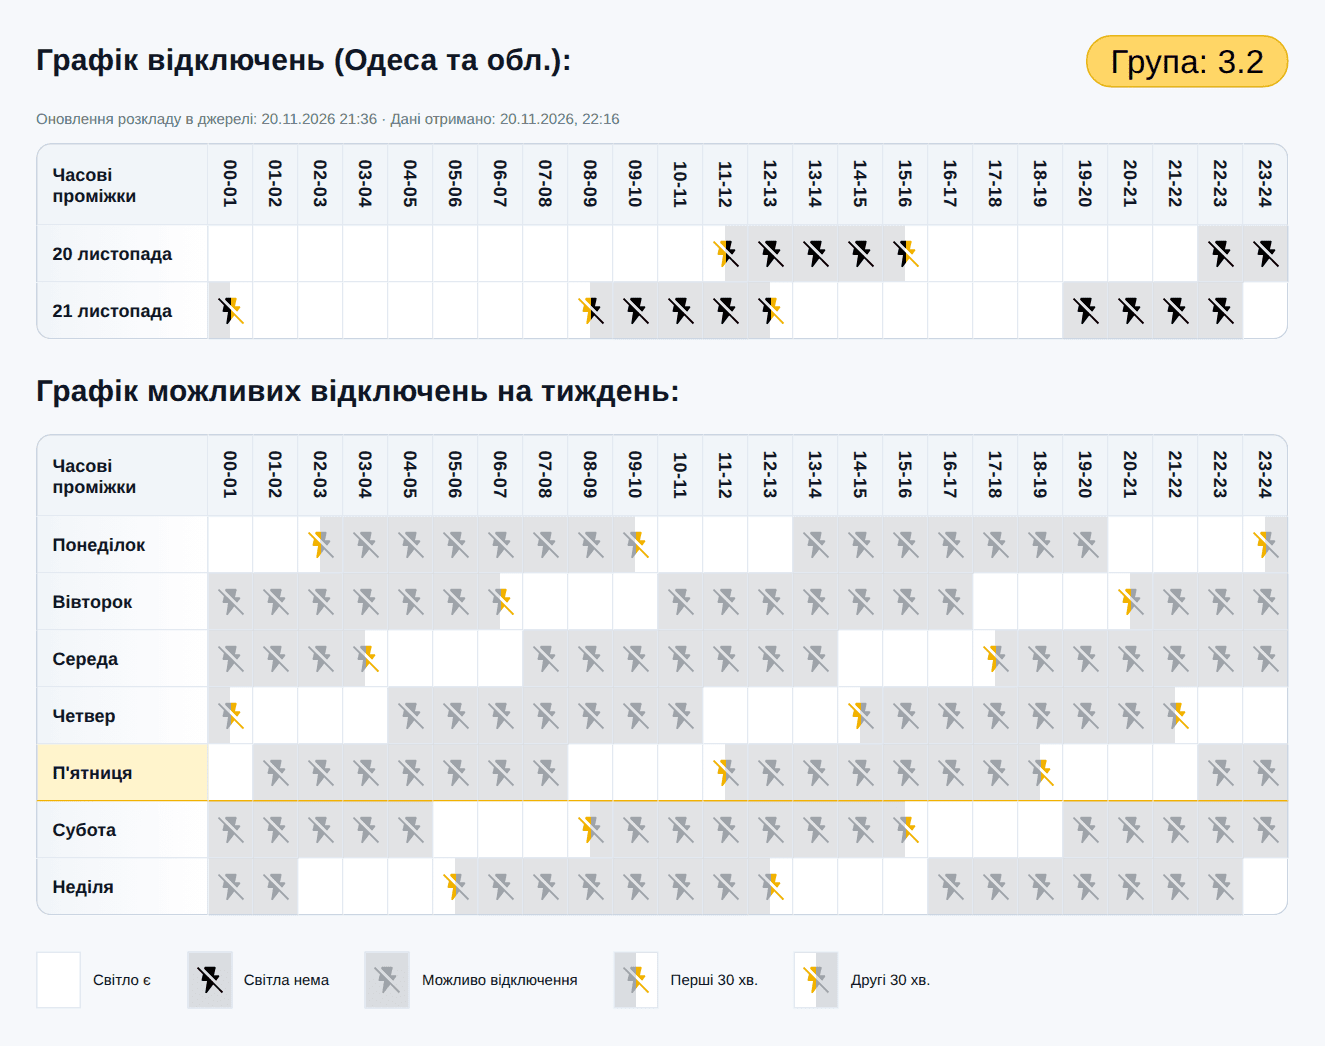 Графік відключень (Одеса та обл.):
Група: 3.2
Оновлення розкладу в джерелі: 20.11.2026 21:36 · Дані отримано: 20.11.2026, 22:16
Часові
проміжки
00-01 01-02 02-03 03-04 04-05 05-06 06-07 07-08 08-09 09-10 10-11 11-12 12-13 13-14 14-15 15-16 16-17 17-18 18-19 19-20 20-21 21-22 22-23 23-24
20 листопада
21 листопада
Графік можливих відключень на тиждень:
Часові
проміжки
00-01 01-02 02-03 03-04 04-05 05-06 06-07 07-08 08-09 09-10 10-11 11-12 12-13 13-14 14-15 15-16 16-17 17-18 18-19 19-20 20-21 21-22 22-23 23-24
Понеділок
Вівторок
Середа
Четвер
П'ятниця
Субота
Неділя
Світло є
Світла нема
Можливо відключення
Перші 30 хв.
Другі 30 хв.